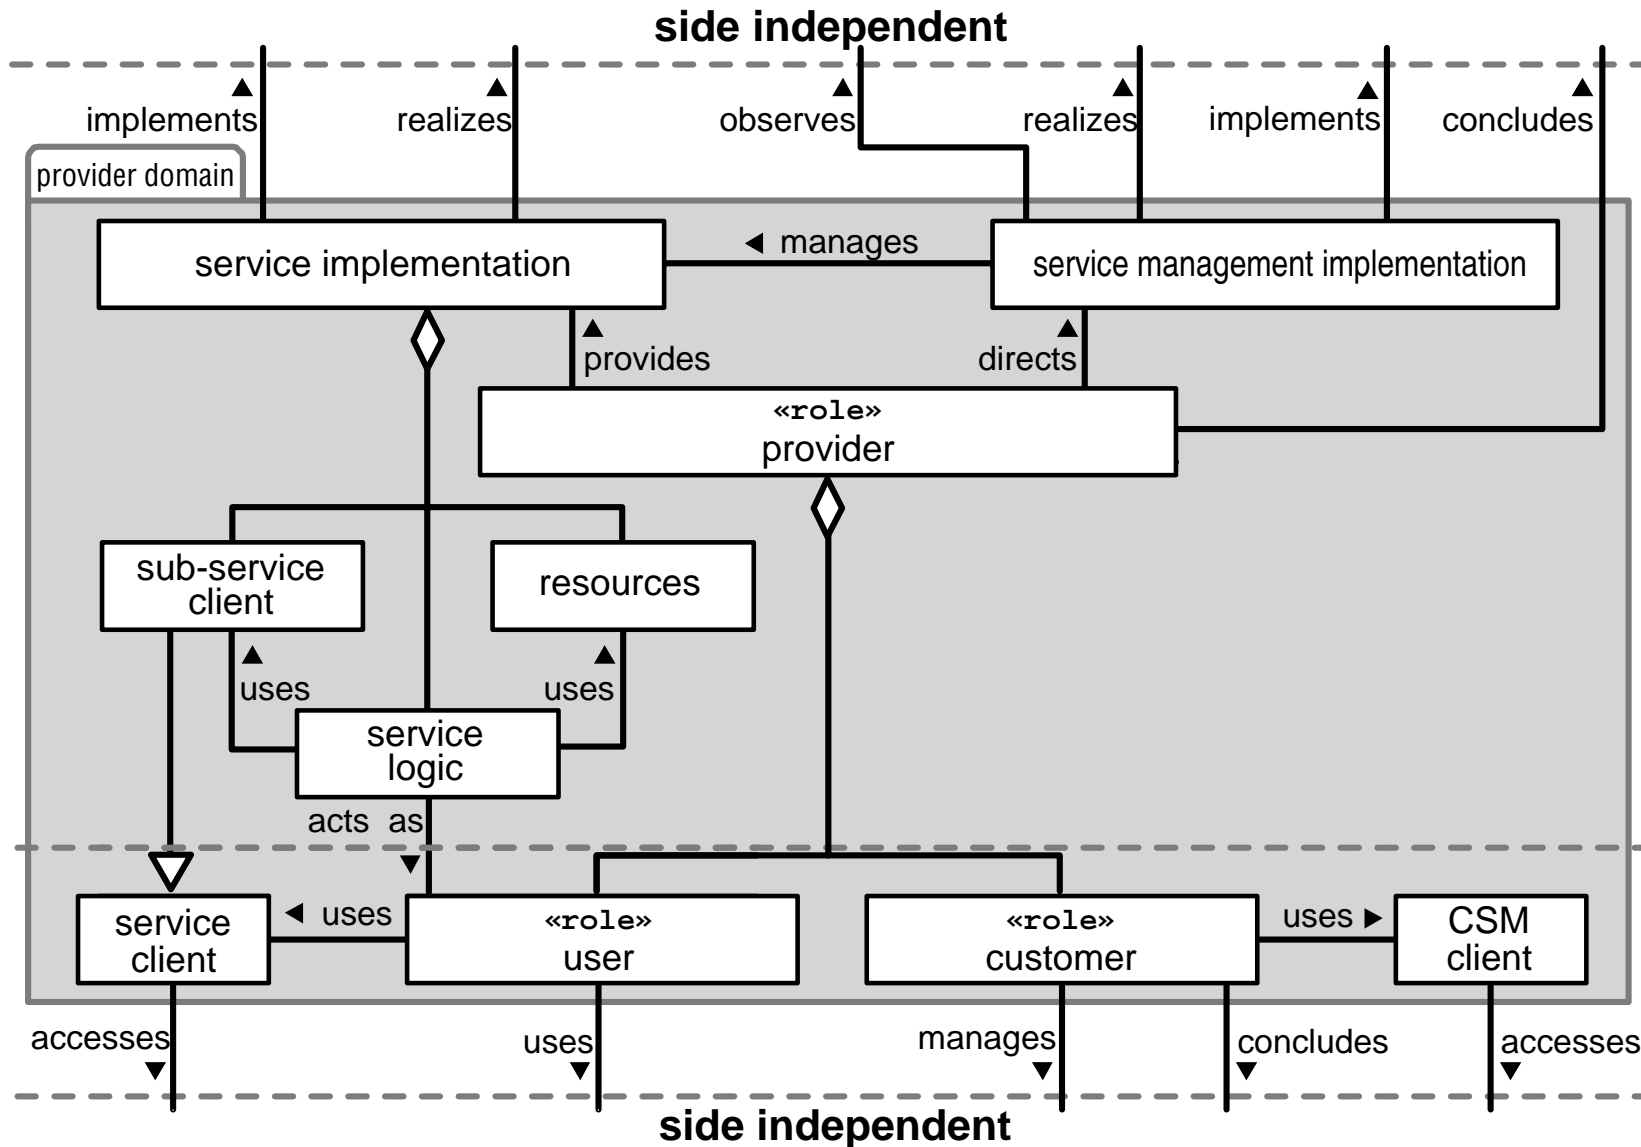 side independent
implements
realizes
observes
realizes
implements
concludes
provider domain
service implementation
◄ manages
service management implementation
provides
directs
«role»
provider
sub-service
client
resources
uses
uses
service
logic
acts as
service
client
◄ uses
«role»
user
«role»
customer
uses ►
CSM
client
accesses
uses
manages
concludes
accesses
side independent